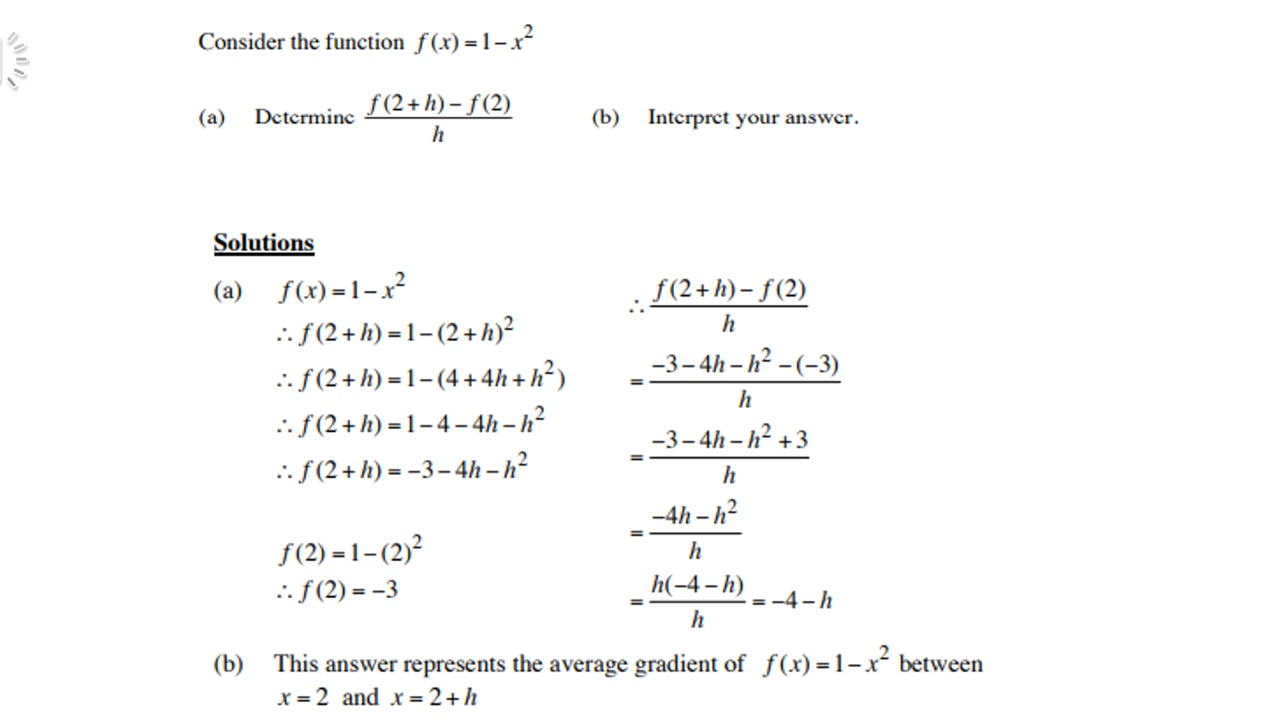 Consider the function f(x) = 1 – x²
(a) Determine f(2 + h) – f(2) / h (b) Interpret your answer.
Solutions
(a) f(x) = 1 – x²
∴ f(2 + h) = 1 – (2 + h)²
∴ f(2 + h) = 1 – (4 + 4h + h²)
∴ f(2 + h) = 1 – 4 – 4h – h²
∴ f(2 + h) = –3 – 4h – h²
f(2) = 1 – (2)²
∴ f(2) = –3
∴ f(2 + h) – f(2) / h
= –3 – 4h – h² – (–3) / h
= –3 – 4h – h² + 3 / h
= –4h – h² / h
= h(–4 – h) / h = –4 – h
(b) This answer represents the average gradient of f(x) = 1 – x² between
x = 2 and x = 2 + h